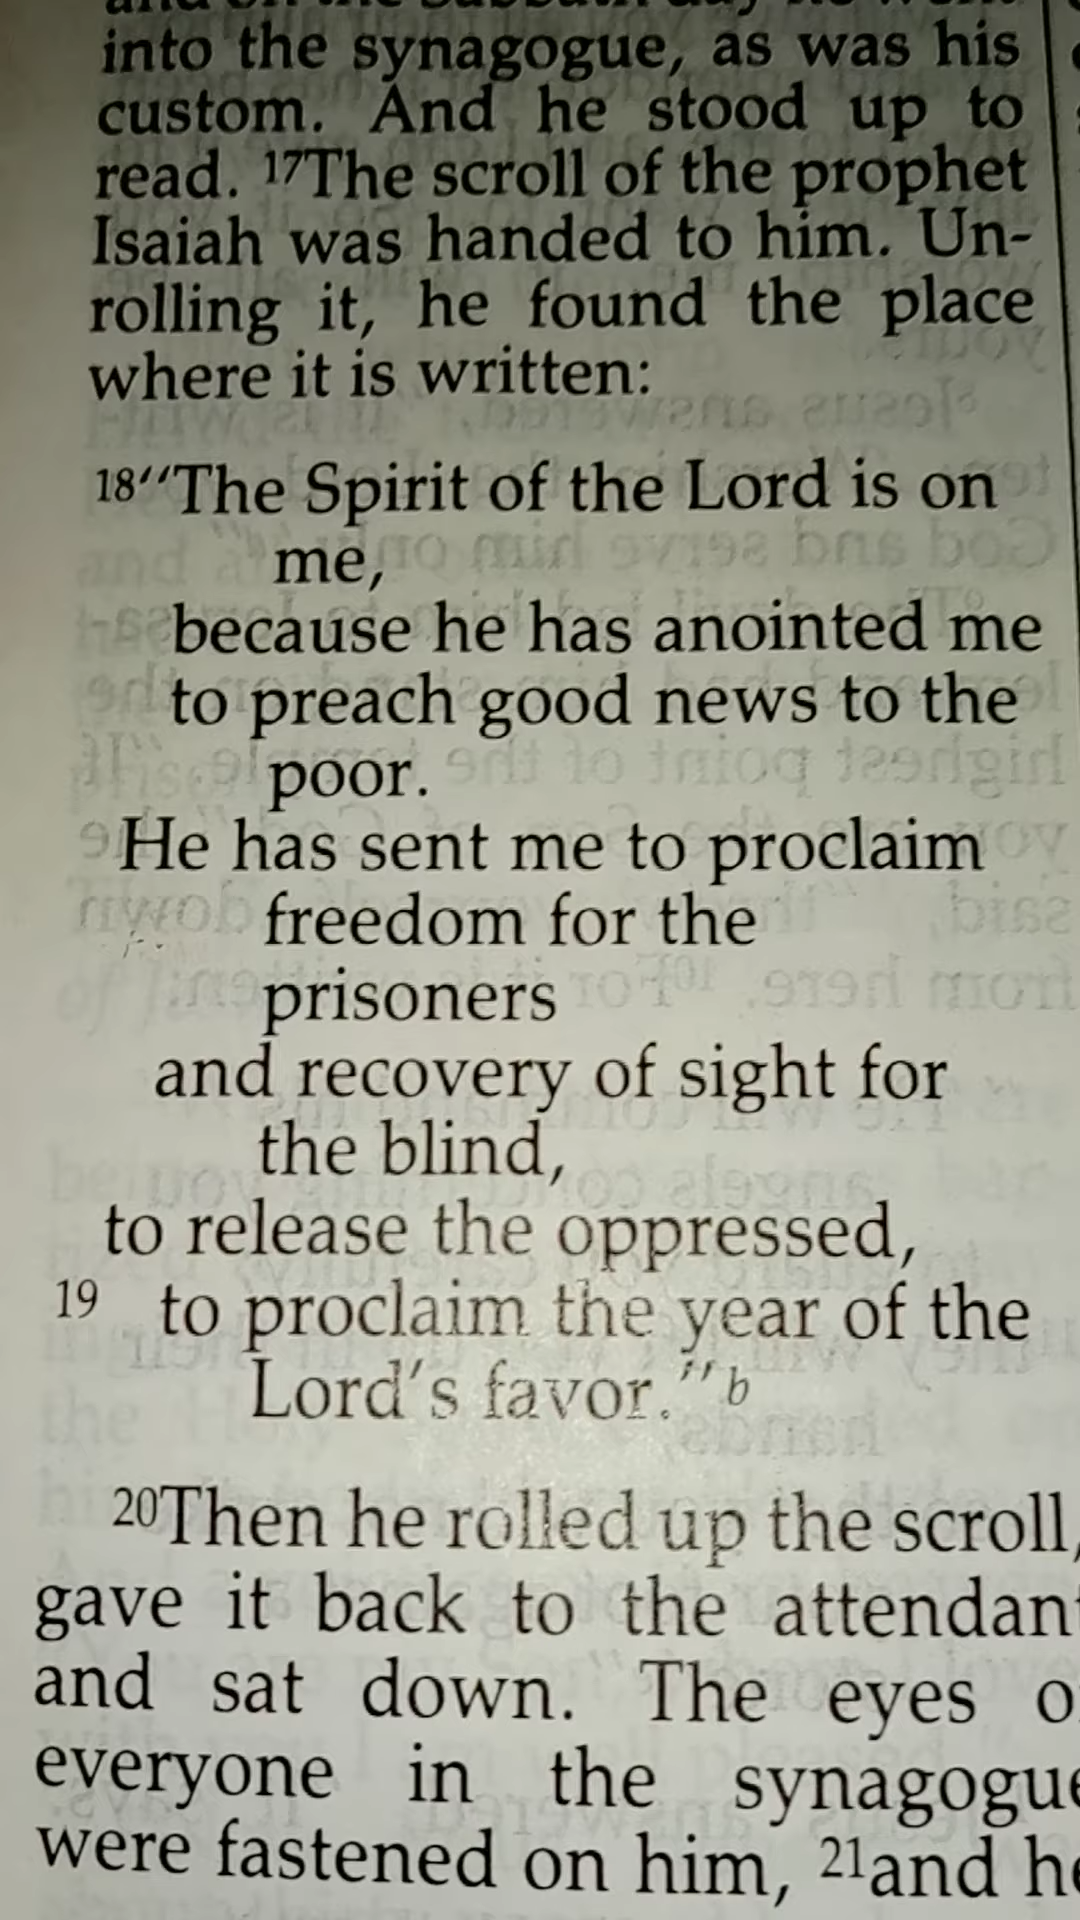 into the synagogue, as was his
custom. And he stood up to
read. 17The scroll of the prophet
Isaiah was handed to him. Un-
rolling it, he found the place
where it is written:
18"The Spirit of the Lord is on
me,
because he has anointed me
to preach good news to the
poor.
He has sent me to proclaim
freedom for the
prisoners
and recovery of sight for
the blind,
to release the oppressed,
19 to proclaim the year of the
Lord's favor."b
20Then he rolled up the scroll,
gave it back to the attendant
and sat down. The eyes
everyone in the synagogue
were fastened on him, 21and he